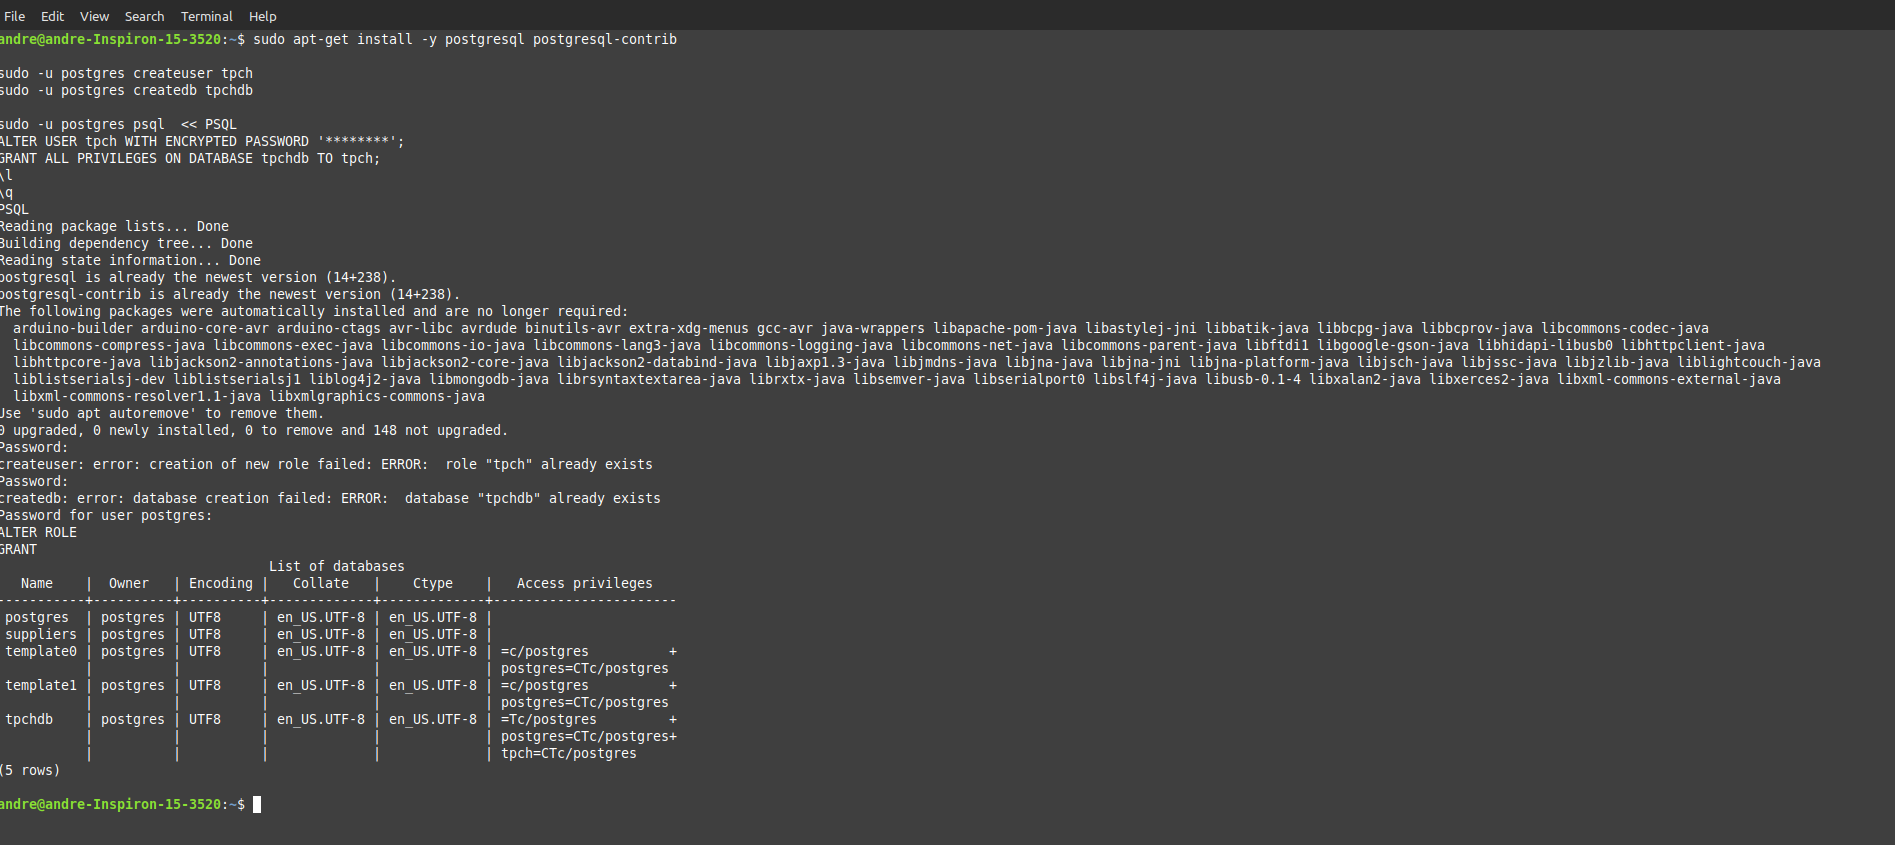 File Edit View Search Terminal Help
andre@andre-Inspiron-15-3520:~$ sudo apt-get install -y postgresql postgresql-contrib
sudo -u postgres createuser tpch
sudo -u postgres createdb tpchdb
sudo -u postgres psql  << PSQL
ALTER USER tpch WITH ENCRYPTED PASSWORD '********';
GRANT ALL PRIVILEGES ON DATABASE tpchdb TO tpch;
\l
\q
PSQL
Reading package lists... Done
Building dependency tree... Done
Reading state information... Done
postgresql is already the newest version (14+238).
postgresql-contrib is already the newest version (14+238).
The following packages were automatically installed and are no longer required:
  arduino-builder arduino-core-avr arduino-ctags avr-libc avrdude binutils-avr extra-xdg-menus gcc-avr java-wrappers libapache-pom-java libastylej-jni libbatik-java libbcpg-java libbcprov-java libcommons-codec-java
  libcommons-compress-java libcommons-exec-java libcommons-io-java libcommons-lang3-java libcommons-logging-java libcommons-net-java libcommons-parent-java libftdi1 libgoogle-gson-java libhidapi-libusb0 libhttpclient-java
  libhttpcore-java libjackson2-annotations-java libjackson2-core-java libjackson2-databind-java libjaxp1.3-java libjmdns-java libjna-java libjna-jni libjna-platform-java libjsch-java libjssc-java libjzlib-java liblightcouch-java
  liblistserialsj-dev liblistserialsj1 liblog4j2-java libmongodb-java librsyntaxtextarea-java librxtx-java libsemver-java libserialport0 libslf4j-java libusb-0.1-4 libxalan2-java libxerces2-java libxml-commons-external-java
  libxml-commons-resolver1.1-java libxmlgraphics-commons-java
Use 'sudo apt autoremove' to remove them.
0 upgraded, 0 newly installed, 0 to remove and 148 not upgraded.
Password:
createuser: error: creation of new role failed: ERROR:  role "tpch" already exists
Password:
createdb: error: database creation failed: ERROR:  database "tpchdb" already exists
Password for user postgres:
ALTER ROLE
GRANT
                                  List of databases
   Name    |  Owner   | Encoding |   Collate   |    Ctype    |   Access privileges
-----------+----------+----------+-------------+-------------+-----------------------
 postgres  | postgres | UTF8     | en_US.UTF-8 | en_US.UTF-8 |
 suppliers | postgres | UTF8     | en_US.UTF-8 | en_US.UTF-8 |
 template0 | postgres | UTF8     | en_US.UTF-8 | en_US.UTF-8 | =c/postgres          +
           |          |          |             |             | postgres=CTc/postgres
 template1 | postgres | UTF8     | en_US.UTF-8 | en_US.UTF-8 | =c/postgres          +
           |          |          |             |             | postgres=CTc/postgres
 tpchdb    | postgres | UTF8     | en_US.UTF-8 | en_US.UTF-8 | =Tc/postgres         +
           |          |          |             |             | postgres=CTc/postgres+
           |          |          |             |             | tpch=CTc/postgres
(5 rows)
andre@andre-Inspiron-15-3520:~$